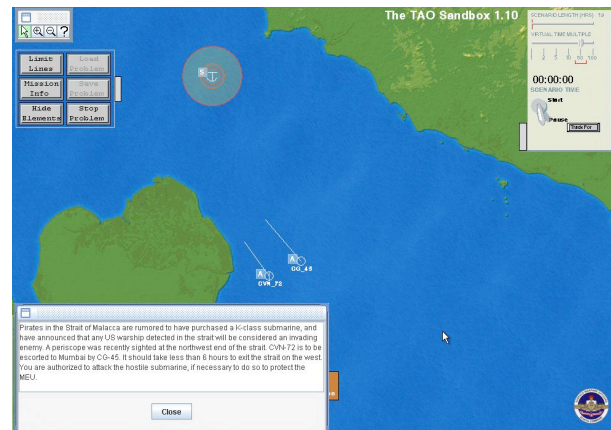 The TAO Sandbox 1.10
SCENARIO LENGTH (HRS)
VIRTUAL TIME MULTIPLE
1 2 5 10 50 100
00:00:00
SCENARIO TIME
Start
Pause
Track For
Limit Lines
Load Problem
Mission Info
Save Problem
Hide Elements
Stop Problem
S
A
CG_45
A
CVN_72
Pirates in the Strait of Malacca are rumored to have purchased a K-class submarine, and
have announced that any US warship detected in the strait will be considered an invading
enemy. A periscope was recently sighted at the northwest end of the strait. CVN-72 is to be
escorted to Mumbai by CG-45. It should take less than 6 hours to exit the strait on the west.
You are authorized to attack the hostile submarine, if necessary to do so to protect the
MEU.
Close